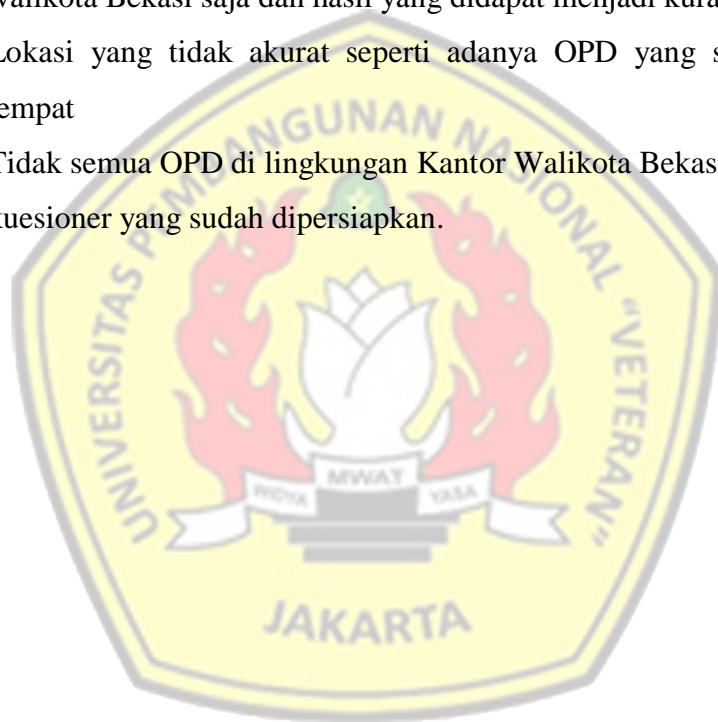 walikota Bekasi saja dan hasil yang didapat menjadi kura
Lokasi yang tidak akurat seperti adanya OPD yang s
tempat
Tidak semua OPD di lingkungan Kantor Walikota Bekas
kuesioner yang sudah dipersiapkan.
UNIVERSITAS PEMBANGUNAN NASIONAL "VETERAN"
WIDYA MWAT YASA
JAKARTA